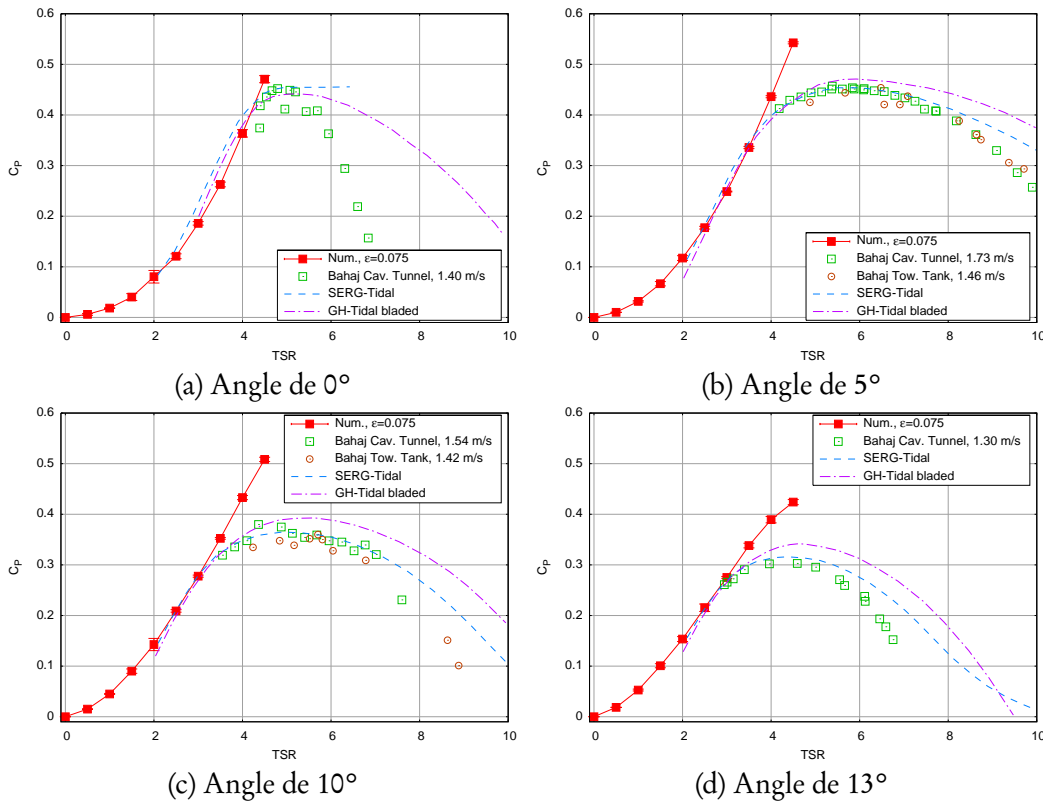 0.6
0.5
0.4
0.3
0.2
0.1
0
CP
0 2 4 6 8 10
TSR
Num., ε=0.075
Bahaj Cav. Tunnel, 1.40 m/s
SERG-Tidal
GH-Tidal bladed
(a) Angle de 0°
0.6
0.5
0.4
0.3
0.2
0.1
0
CP
0 2 4 6 8 10
TSR
Num., ε=0.075
Bahaj Cav. Tunnel, 1.73 m/s
Bahaj Tow. Tank, 1.46 m/s
SERG-Tidal
GH-Tidal bladed
(b) Angle de 5°
0.6
0.5
0.4
0.3
0.2
0.1
0
CP
0 2 4 6 8 10
TSR
Num., ε=0.075
Bahaj Cav. Tunnel, 1.54 m/s
Bahaj Tow. Tank, 1.42 m/s
SERG-Tidal
GH-Tidal bladed
(c) Angle de 10°
0.6
0.5
0.4
0.3
0.2
0.1
0
CP
0 2 4 6 8 10
TSR
Num., ε=0.075
Bahaj Cav. Tunnel, 1.30 m/s
SERG-Tidal
GH-Tidal bladed
(d) Angle de 13°